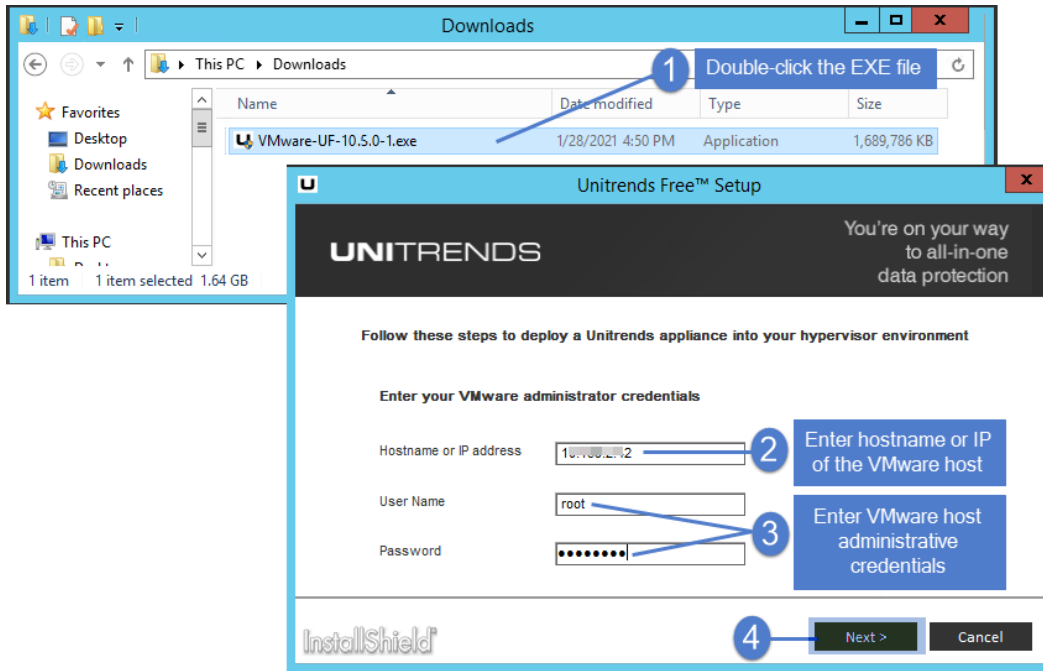 Downloads
This PC ▸ Downloads
1
Double-click the EXE file
Favorites
Desktop
Downloads
Recent places
This PC
Name
Date modified
Type
Size
VMware-UF-10.5.0-1.exe
1/28/2021 4:50 PM
Application
1,689,786 KB
1 item
1 item selected 1.64 GB
Unitrends Free™ Setup
UNITRENDS
You're on your way
to all-in-one
data protection
Follow these steps to deploy a Unitrends appliance into your hypervisor environment
Enter your VMware administrator credentials
Hostname or IP address
2
Enter hostname or IP
of the VMware host
User Name
root
Password
••••••••
3
Enter VMware host
administrative
credentials
InstallShield
4
Next >
Cancel